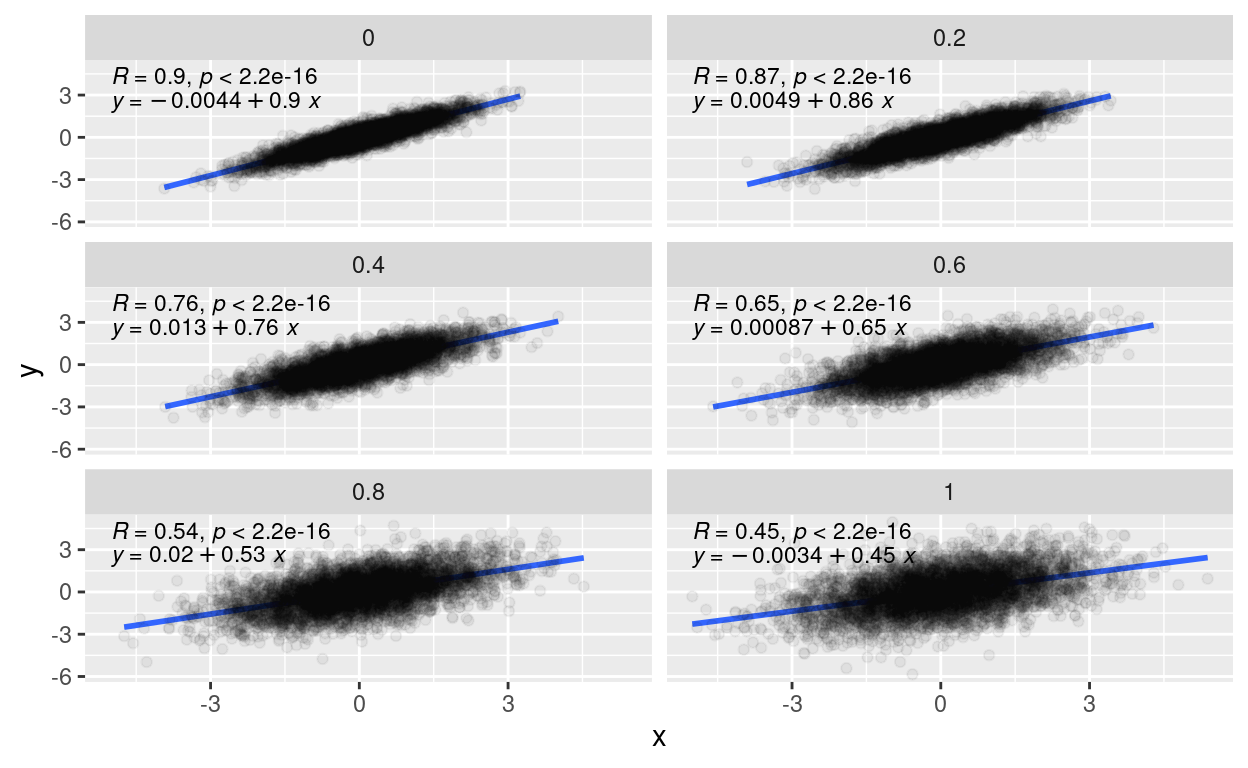 0
R = 0.9, p < 2.2e-16
y = −0.0044 + 0.9 x
0.2
R = 0.87, p < 2.2e-16
y = 0.0049 + 0.86 x
3
0
-3
-6
0.4
R = 0.76, p < 2.2e-16
y = 0.013 + 0.76 x
0.6
R = 0.65, p < 2.2e-16
y = 0.00087 + 0.65 x
3
0
-3
-6
0.8
R = 0.54, p < 2.2e-16
y = 0.02 + 0.53 x
1
R = 0.45, p < 2.2e-16
y = −0.0034 + 0.45 x
3
0
-3
-6
-3 0 3
-3 0 3
x
y